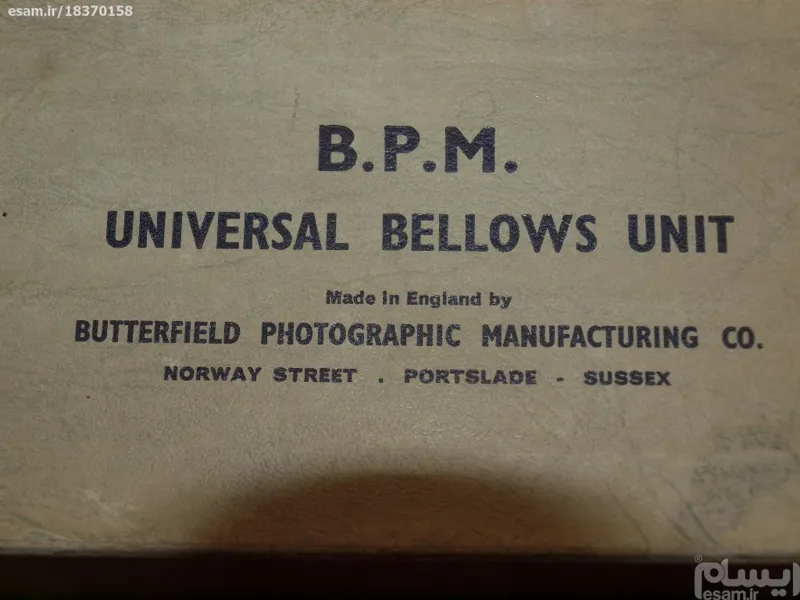 esam.ir/18370158
B.P.M.
UNIVERSAL BELLOWS UNIT
Made in England by
BUTTERFIELD PHOTOGRAPHIC MANUFACTURING CO.
NORWAY STREET . PORTSLADE - SUSSEX
ایسام®
esam.ir